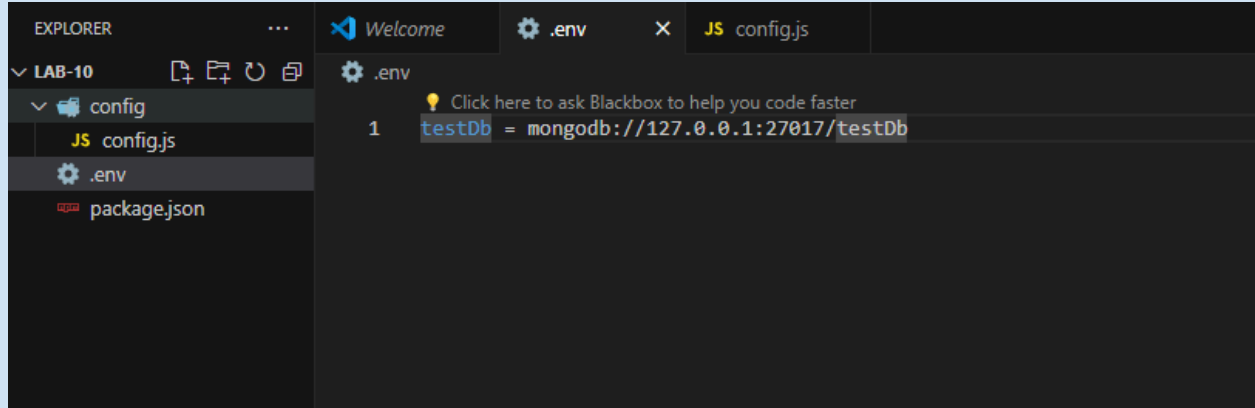 EXPLORER ...
LAB-10
config
JS config.js
.env
package.json
Welcome .env JS config.js
.env
Click here to ask Blackbox to help you code faster
1 testDb = mongodb://127.0.0.1:27017/testDb